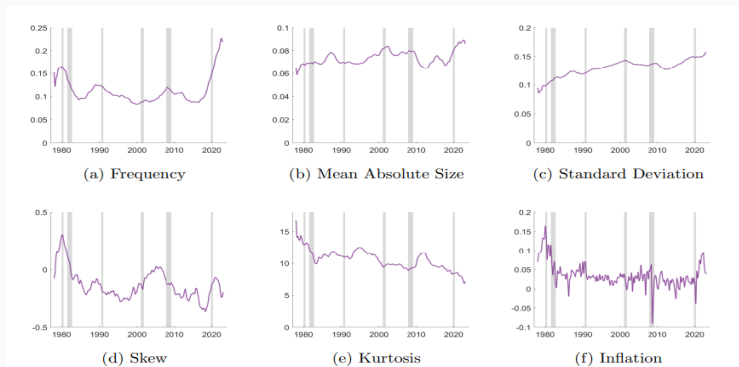 0.25
0.2
0.15
0.1
0.05
0
1980 1990 2000 2010 2020
(a) Frequency
0.1
0.08
0.06
0.04
0.02
0
1980 1990 2000 2010 2020
(b) Mean Absolute Size
0.2
0.15
0.1
0.05
0
1980 1990 2000 2010 2020
(c) Standard Deviation
0.5
0
-0.5
1980 1990 2000 2010 2020
(d) Skew
15
10
5
0
1980 1990 2000 2010 2020
(e) Kurtosis
0.2
0.15
0.1
0.05
0
-0.05
-0.1
1980 1990 2000 2010 2020
(f) Inflation